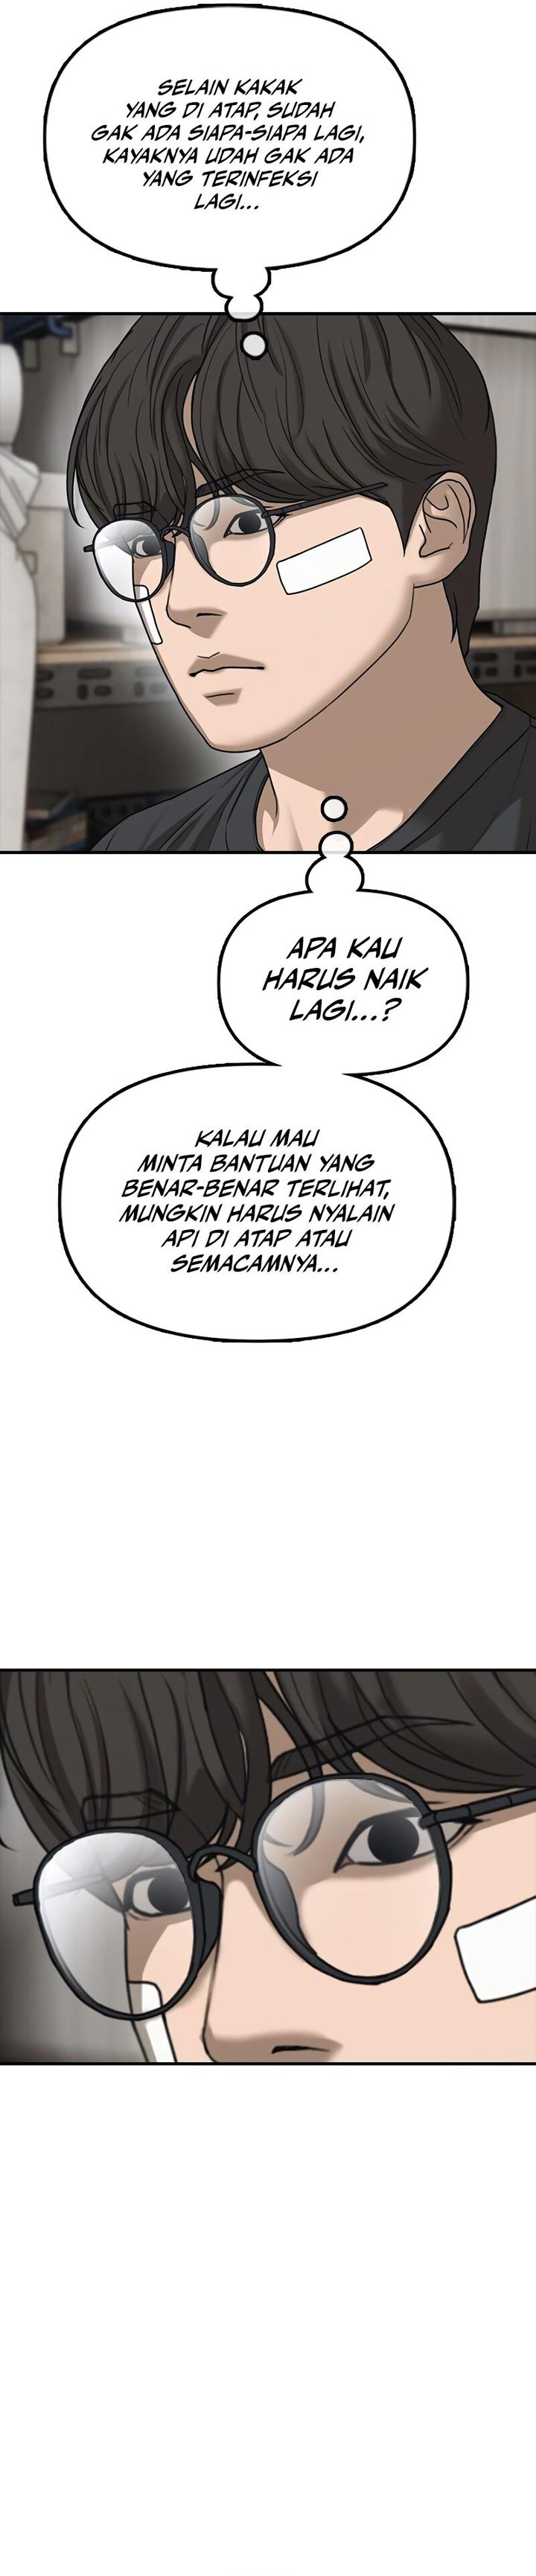 SELAIN KAKAK
YANG DI ATAP, SUDAH
GAK ADA SIAPA-SIAPA LAGI,
KAYAKNYA UDAH GAK ADA
YANG TERINFEKSI
LAGI...
APA KAU
HARUS NAIK
LAGI...?
KALAU MAU
MINTA BANTUAN YANG
BENAR-BENAR TERLIHAT,
MUNGKIN HARUS NYALAIN
API DI ATAP ATAU
SEMACAMNYA...